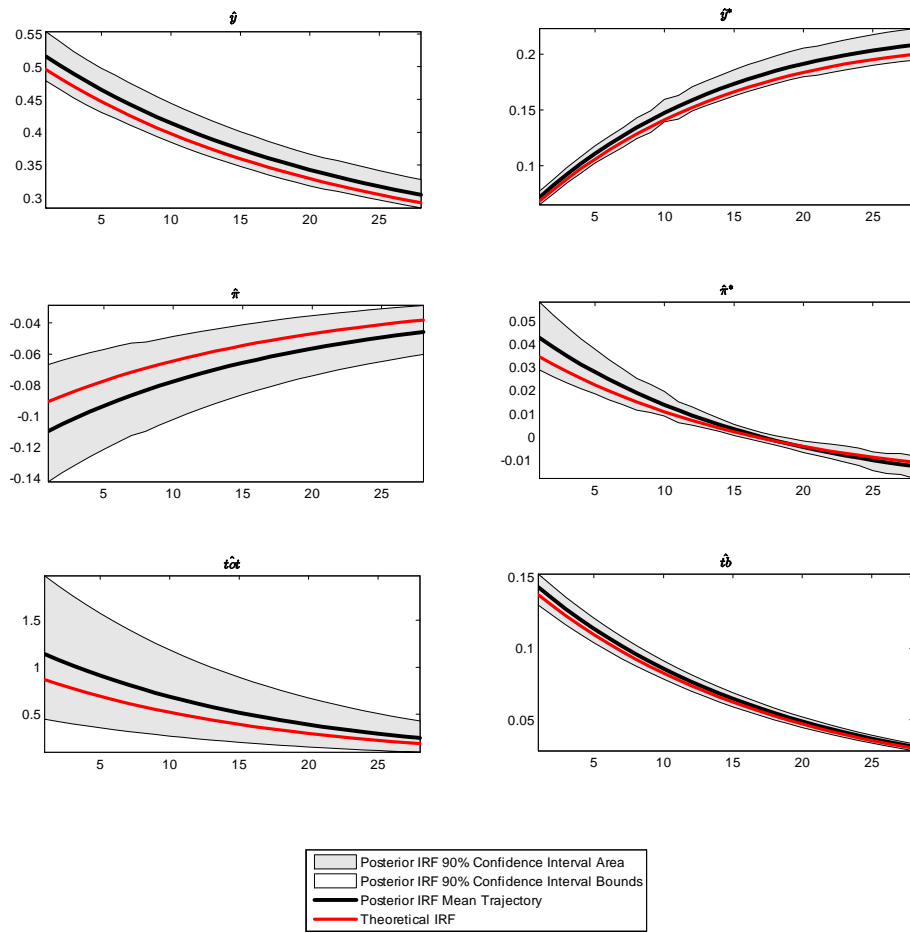 ŷ
0.55
0.5
0.45
0.4
0.35
0.3
5 10 15 20 25
ŷ*
0.2
0.15
0.1
5 10 15 20 25
π̂
-0.04
-0.06
-0.08
-0.1
-0.12
-0.14
5 10 15 20 25
π̂*
0.05
0.04
0.03
0.02
0.01
0
-0.01
5 10 15 20 25
tôt
1.5
1
0.5
5 10 15 20 25
t̂b
0.15
0.1
0.05
5 10 15 20 25
Posterior IRF 90% Confidence Interval Area
Posterior IRF 90% Confidence Interval Bounds
Posterior IRF Mean Trajectory
Theoretical IRF